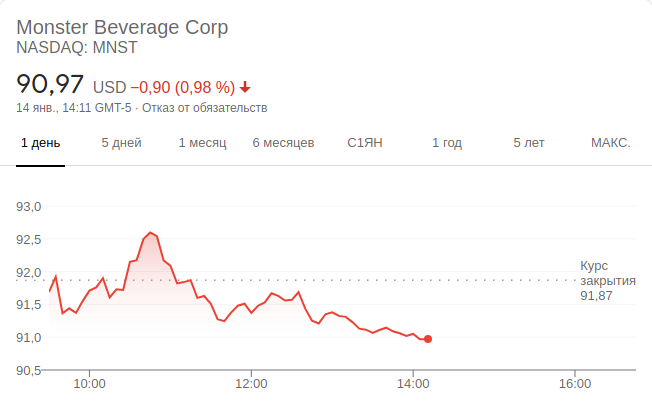 Monster Beverage Corp
NASDAQ: MNST
90,97 USD −0,90 (0,98 %)
14 янв., 14:11 GMT-5 · Отказ от обязательств
1 день 5 дней 1 месяц 6 месяцев С1ЯН 1 год 5 лет МАКС.
93,0
92,5
92,0
Курс
закрытия
91,87
91,5
91,0
90,5
10:00 12:00 14:00 16:00